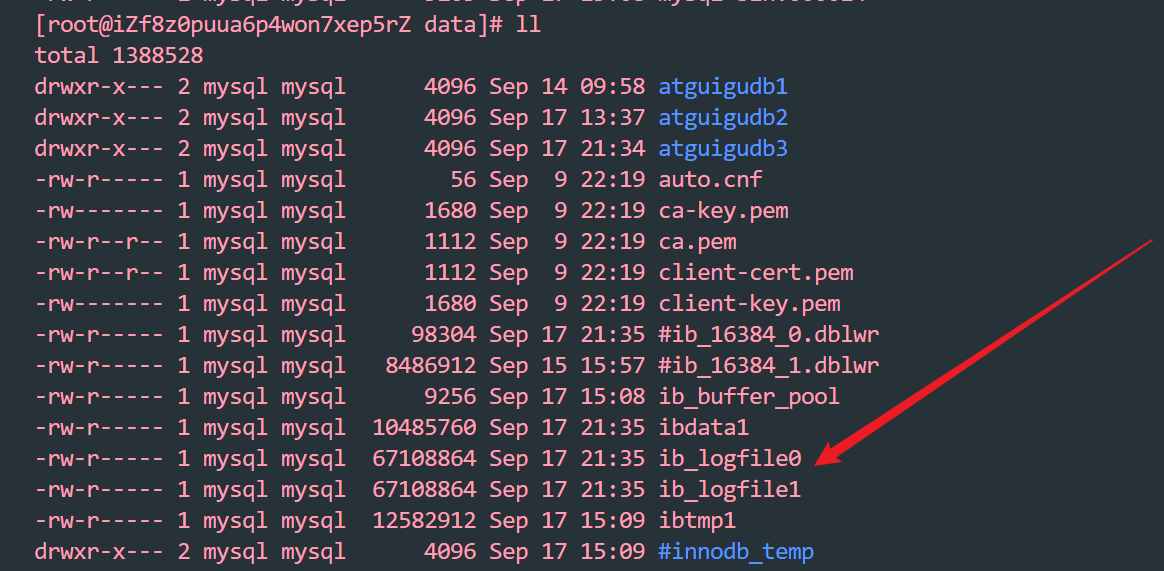 [root@iZf8z0puua6p4won7xep5rZ data]# ll
total 1388528
drwxr-x--- 2 mysql mysql 4096 Sep 14 09:58 atguigudb1
drwxr-x--- 2 mysql mysql 4096 Sep 17 13:37 atguigudb2
drwxr-x--- 2 mysql mysql 4096 Sep 17 21:34 atguigudb3
-rw-r----- 1 mysql mysql 56 Sep 9 22:19 auto.cnf
-rw------- 1 mysql mysql 1680 Sep 9 22:19 ca-key.pem
-rw-r--r-- 1 mysql mysql 1112 Sep 9 22:19 ca.pem
-rw-r--r-- 1 mysql mysql 1112 Sep 9 22:19 client-cert.pem
-rw------- 1 mysql mysql 1680 Sep 9 22:19 client-key.pem
-rw-r----- 1 mysql mysql 98304 Sep 17 21:35 #ib_16384_0.dblwr
-rw-r----- 1 mysql mysql 8486912 Sep 15 15:57 #ib_16384_1.dblwr
-rw-r----- 1 mysql mysql 9256 Sep 17 15:08 ib_buffer_pool
-rw-r----- 1 mysql mysql 10485760 Sep 17 21:35 ibdata1
-rw-r----- 1 mysql mysql 67108864 Sep 17 21:35 ib_logfile0
-rw-r----- 1 mysql mysql 67108864 Sep 17 21:35 ib_logfile1
-rw-r----- 1 mysql mysql 12582912 Sep 17 15:09 ibtmp1
drwxr-x--- 2 mysql mysql 4096 Sep 17 15:09 #innodb_temp